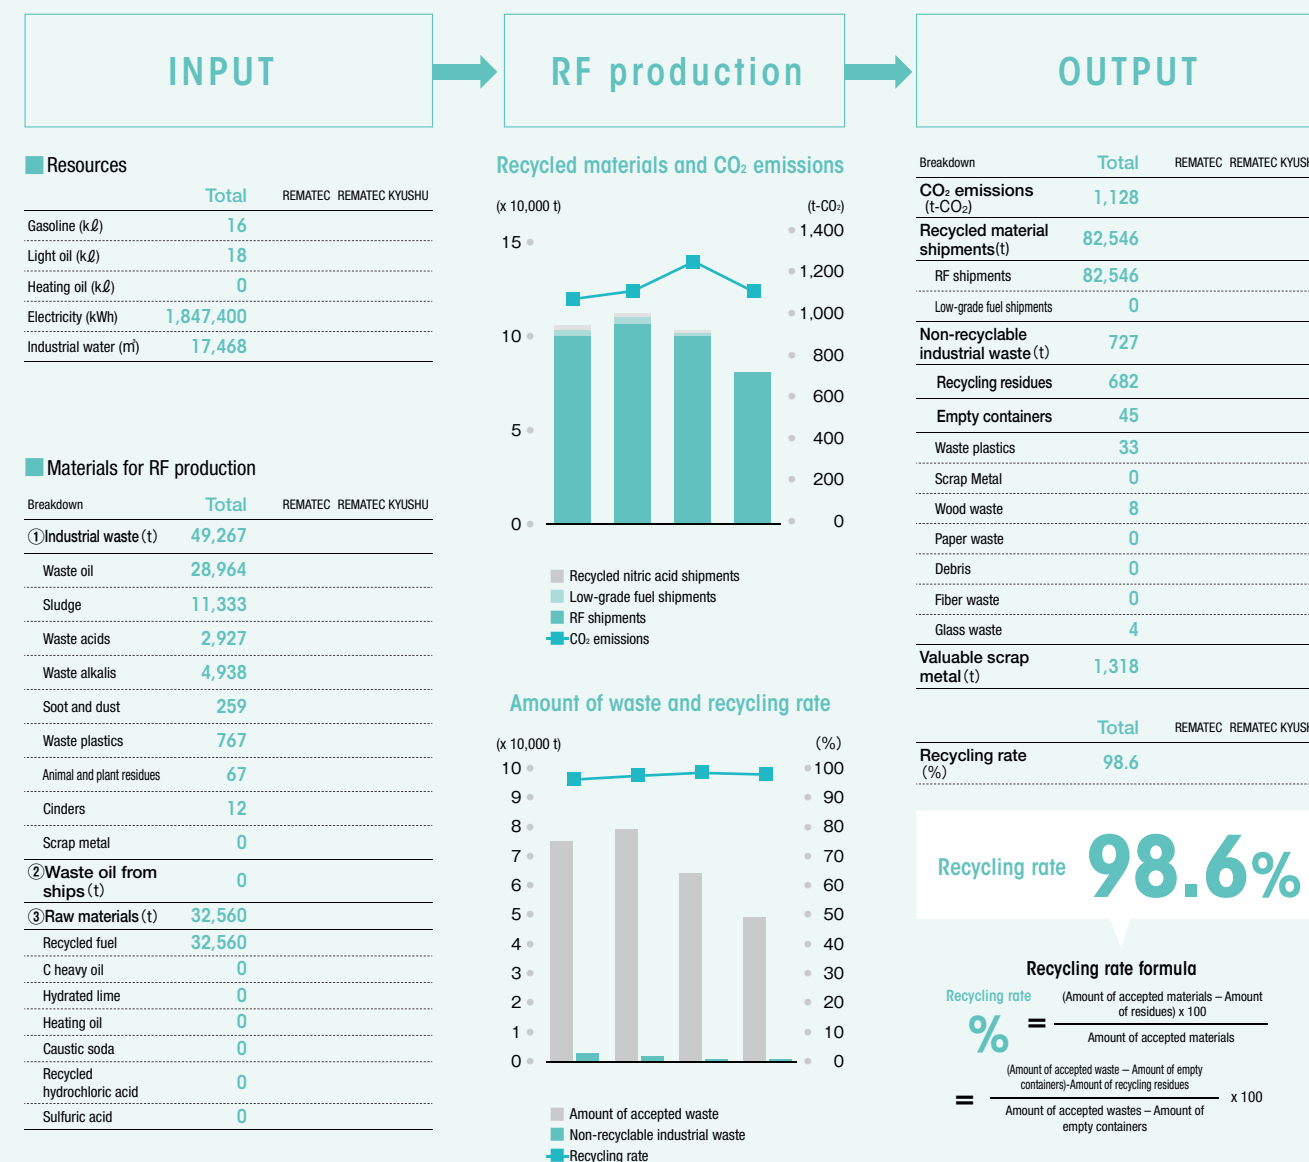 INPUT
RF production
OUTPUT
Resources
Total REMATEC REMATEC KYUSHU
Gasoline (kℓ) 16
Light oil (kℓ) 18
Heating oil (kℓ) 0
Electricity (kWh) 1,847,400
Industrial water (㎥) 17,468
Materials for RF production
Breakdown Total REMATEC REMATEC KYUSHU
①Industrial waste(t) 49,267
Waste oil 28,964
Sludge 11,333
Waste acids 2,927
Waste alkalis 4,938
Soot and dust 259
Waste plastics 767
Animal and plant residues 67
Cinders 12
Scrap metal 0
②Waste oil from
ships(t) 0
③Raw materials(t) 32,560
Recycled fuel 32,560
C heavy oil 0
Hydrated lime 0
Heating oil 0
Caustic soda 0
Recycled
hydrochloric acid 0
Sulfuric acid 0
Recycled materials and CO₂ emissions
(x 10,000 t) (t-CO₂)
15
10
5
0
1,400
1,200
1,000
800
600
400
200
0
Recycled nitric acid shipments
Low-grade fuel shipments
RF shipments
CO₂ emissions
Amount of waste and recycling rate
(x 10,000 t) (%)
10 100
9 90
8 80
7 70
6 60
5 50
4 40
3 30
2 20
1 10
0 0
Amount of accepted waste
Non-recyclable industrial waste
Recycling rate
Breakdown Total REMATEC REMATEC KYUSH
CO₂ emissions
(t-CO₂) 1,128
Recycled material
shipments(t) 82,546
RF shipments 82,546
Low-grade fuel shipments 0
Non-recyclable
industrial waste(t) 727
Recycling residues 682
Empty containers 45
Waste plastics 33
Scrap Metal 0
Wood waste 8
Paper waste 0
Debris 0
Fiber waste 0
Glass waste 4
Valuable scrap
metal(t) 1,318
Total REMATEC REMATEC KYUSH
Recycling rate
(%) 98.6
Recycling rate 98.6%
Recycling rate formula
Recycling rate
% =
(Amount of accepted materials – Amount
of residues) x 100
Amount of accepted materials
=
(Amount of accepted waste – Amount of empty
containers)-Amount of recycling residues
Amount of accepted wastes – Amount of
empty containers
x 100